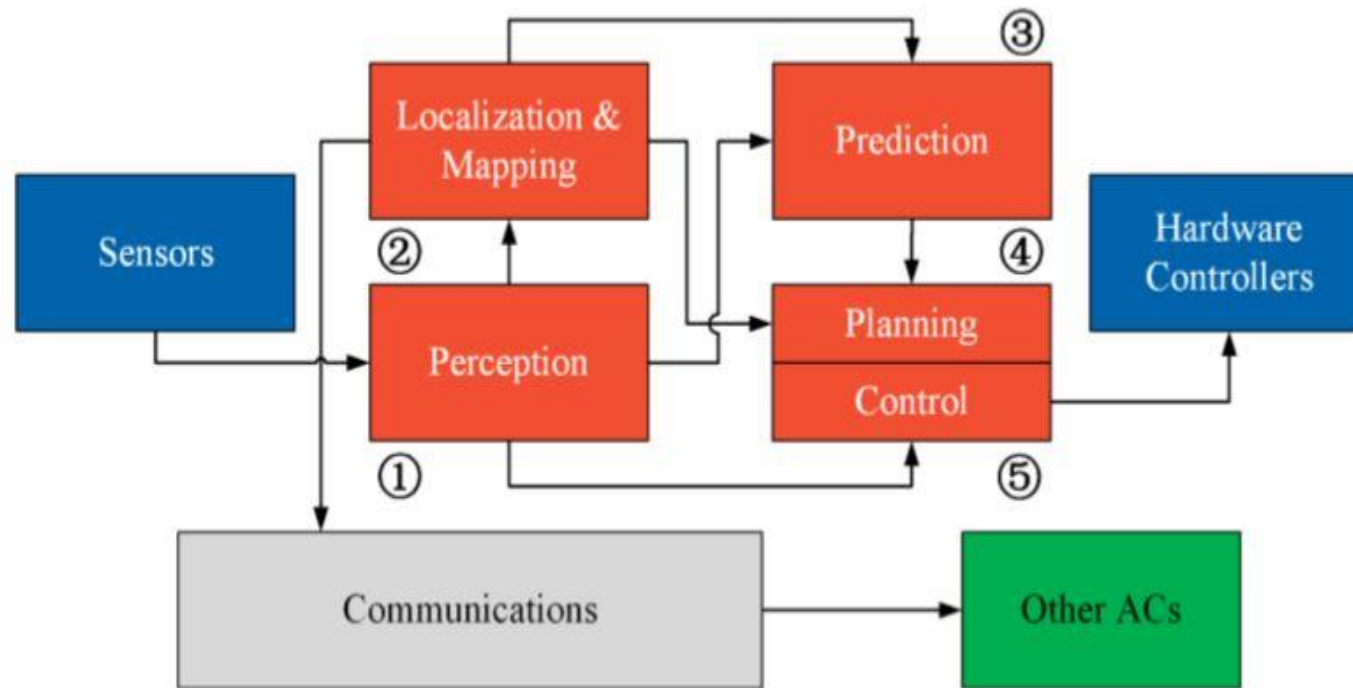 ③
Localization &
Mapping
Prediction
Sensors
Hardware
Controllers
②
④
Perception
Planning
Control
①
⑤
Communications
Other ACs